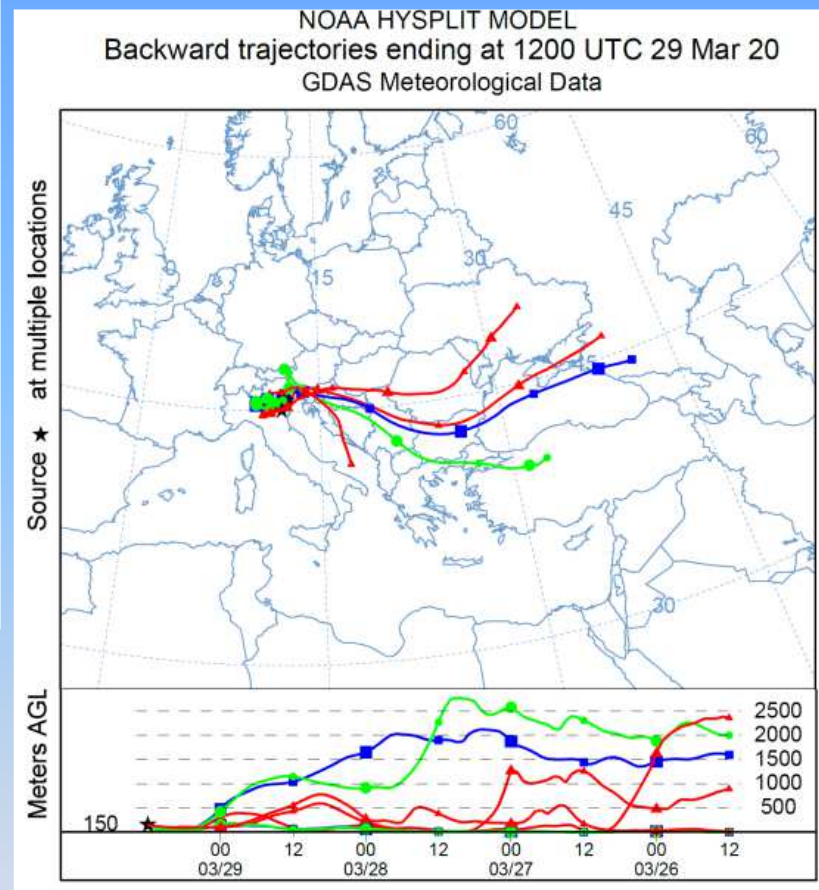 NOAA HYSPLIT MODEL
Backward trajectories ending at 1200 UTC 29 Mar 20
GDAS Meteorological Data
Source ★ at multiple locations
60
60
45
30
0
15
30
Meters AGL
2500
2000
1500
1000
500
150
00 12 00 12 00 12 00 12
03/29 03/28 03/27 03/26